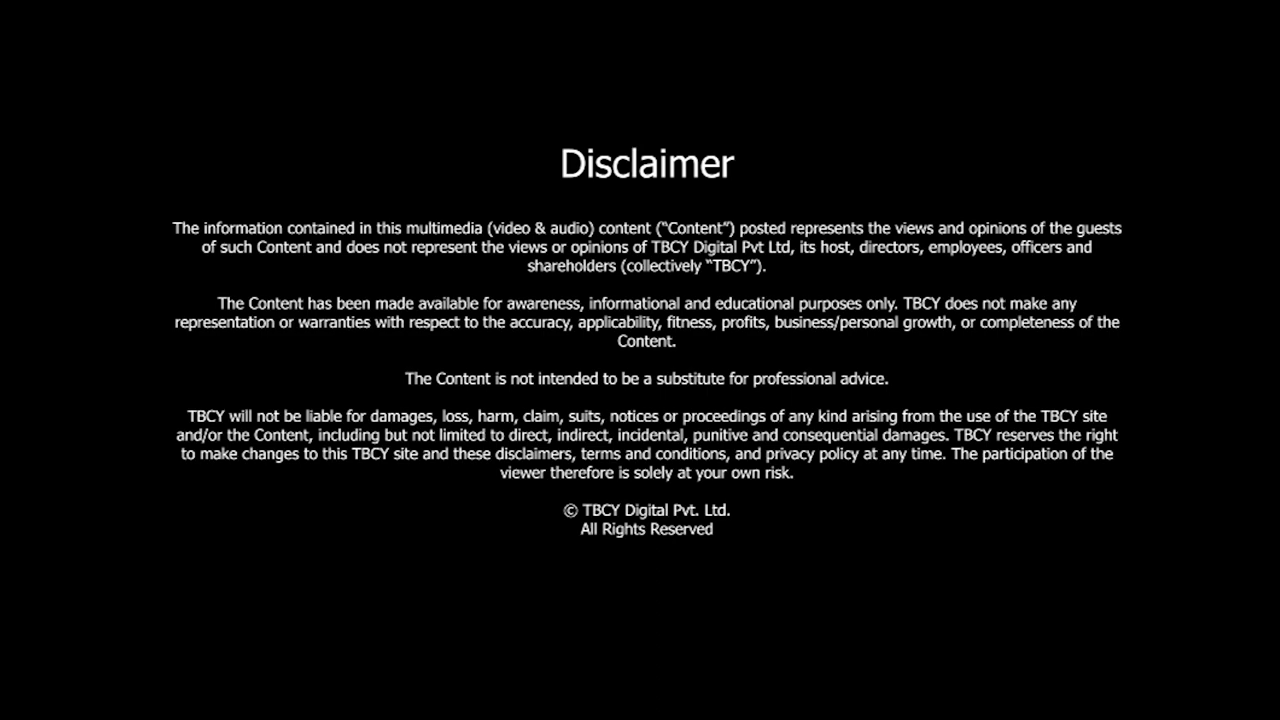 Disclaimer
The information contained in this multimedia (video & audio) content (“Content”) posted represents the views and opinions of the guests
of such Content and does not represent the views or opinions of TBCY Digital Pvt Ltd, its host, directors, employees, officers and
shareholders (collectively “TBCY”).
The Content has been made available for awareness, informational and educational purposes only. TBCY does not make any
representation or warranties with respect to the accuracy, applicability, fitness, profits, business/personal growth, or completeness of the
Content.
The Content is not intended to be a substitute for professional advice.
TBCY will not be liable for damages, loss, harm, claim, suits, notices or proceedings of any kind arising from the use of the TBCY site
and/or the Content, including but not limited to direct, indirect, incidental, punitive and consequential damages. TBCY reserves the right
to make changes to this TBCY site and these disclaimers, terms and conditions, and privacy policy at any time. The participation of the
viewer therefore is solely at your own risk.
© TBCY Digital Pvt. Ltd.
All Rights Reserved